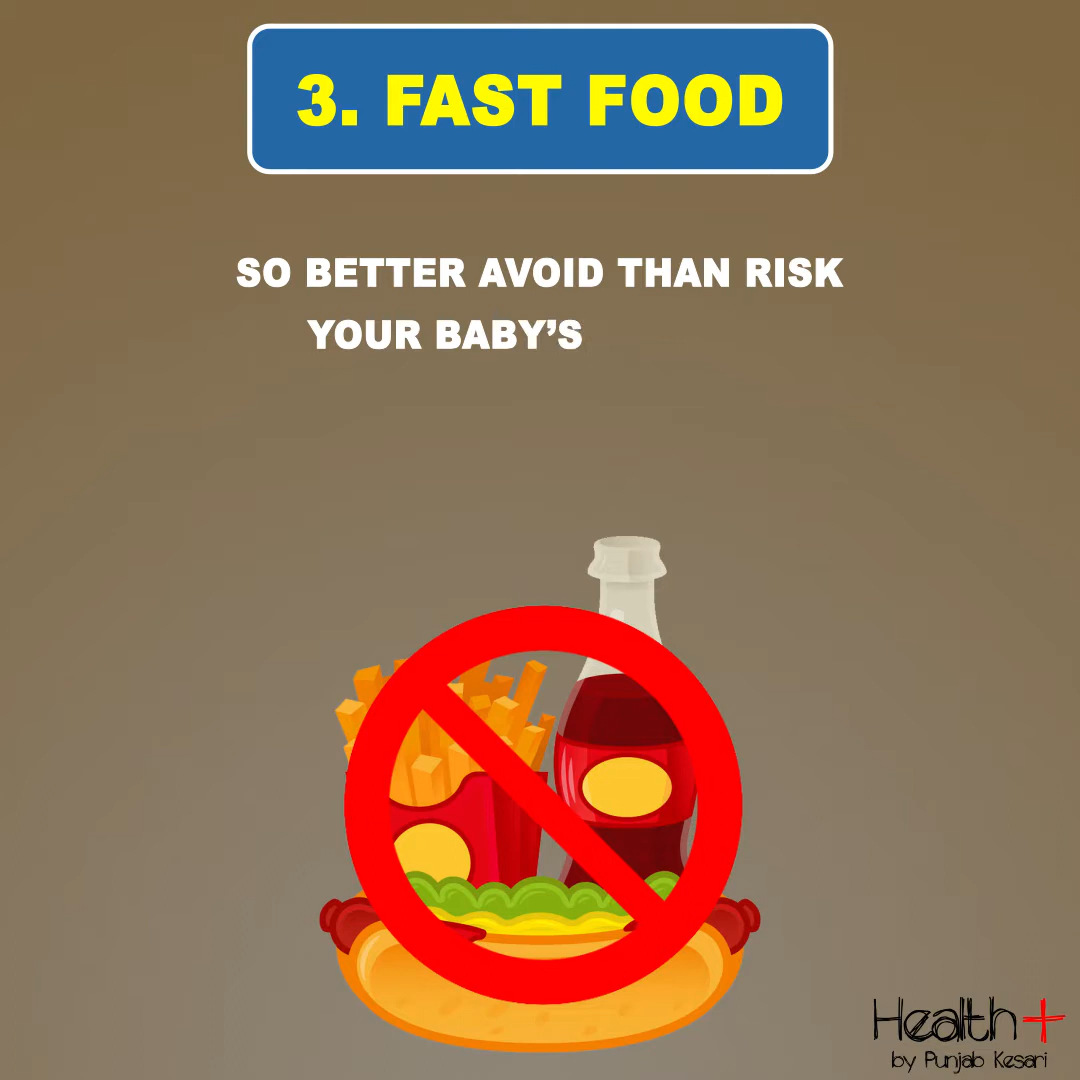 3. FAST FOOD
SO BETTER AVOID THAN RISK
YOUR BABY’S
Health+
by Punjab Kesari